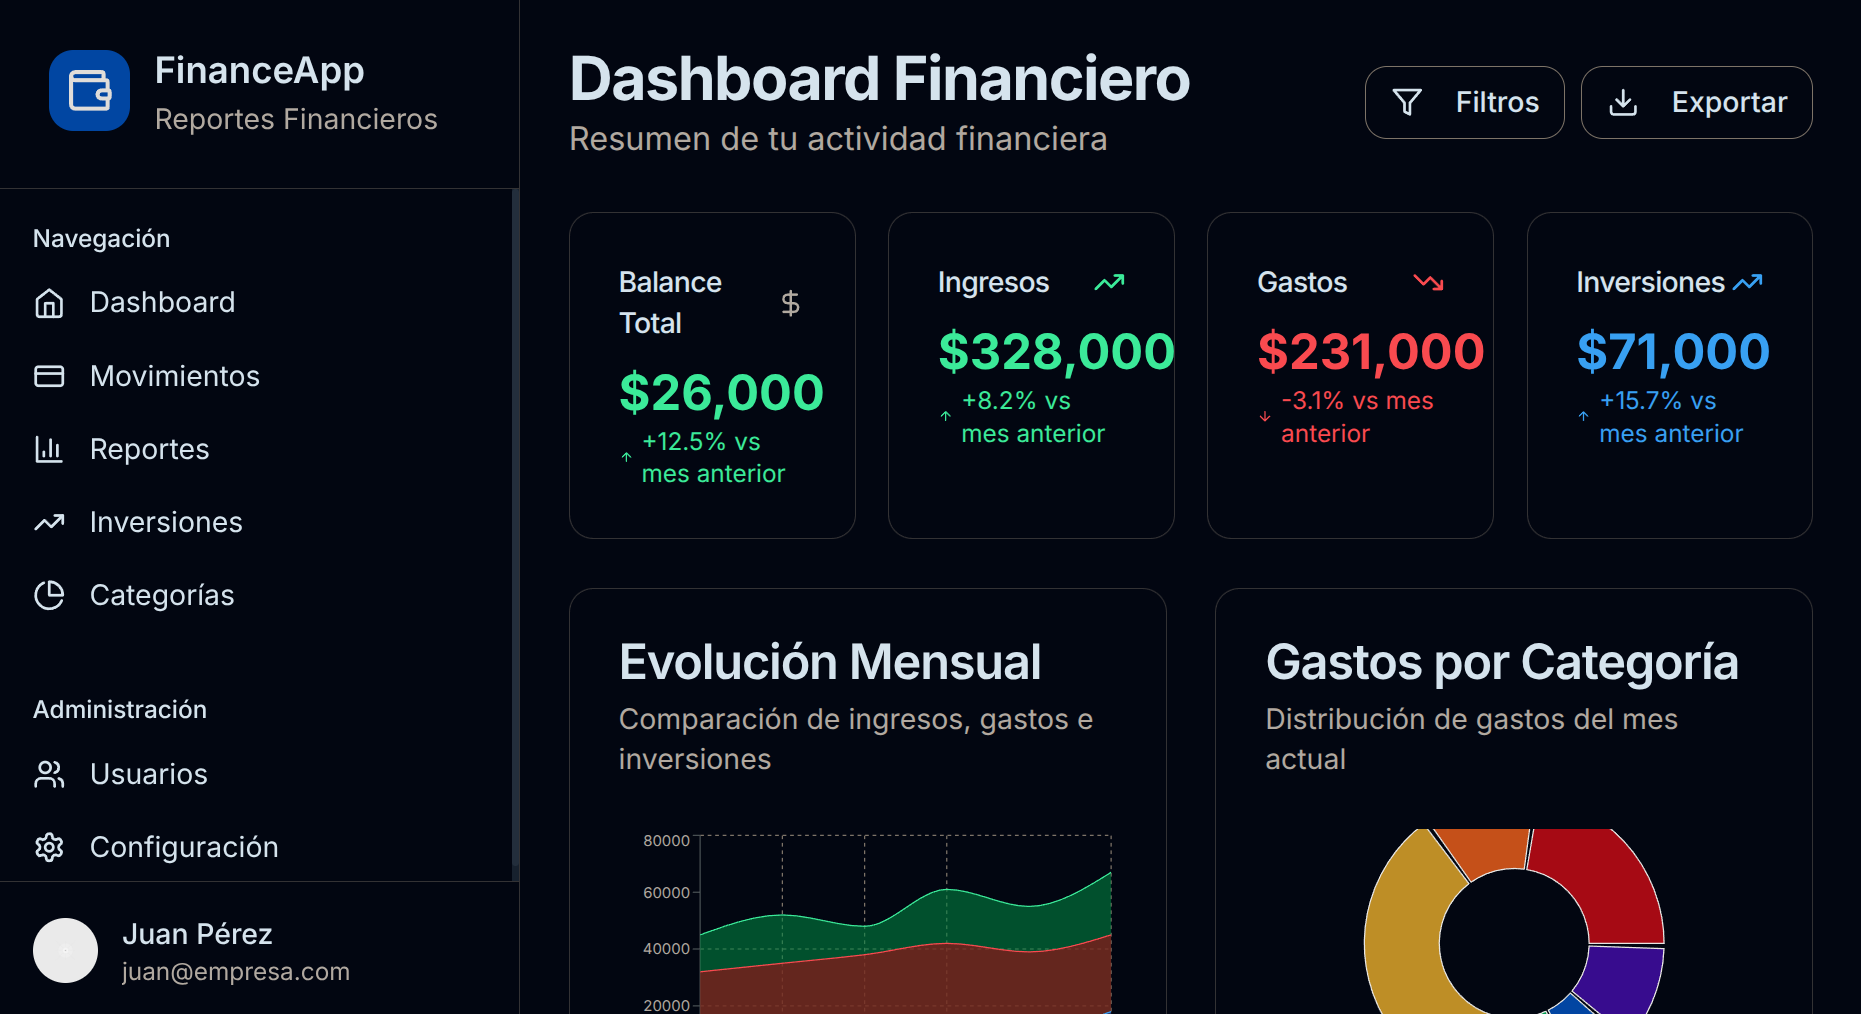 FinanceApp
Reportes Financieros
Navegación
Dashboard
Movimientos
Reportes
Inversiones
Categorías
Administración
Usuarios
Configuración
Juan Pérez
juan@empresa.com
Dashboard Financiero
Resumen de tu actividad financiera
Filtros
Exportar
Balance
Total
$26,000
+12.5% vs
mes anterior
Ingresos
$328,000
+8.2% vs
mes anterior
Gastos
$231,000
-3.1% vs mes
anterior
Inversiones
$71,000
+15.7% vs
mes anterior
Evolución Mensual
Comparación de ingresos, gastos e
inversiones
80000
60000
40000
20000
Gastos por Categoría
Distribución de gastos del mes
actual